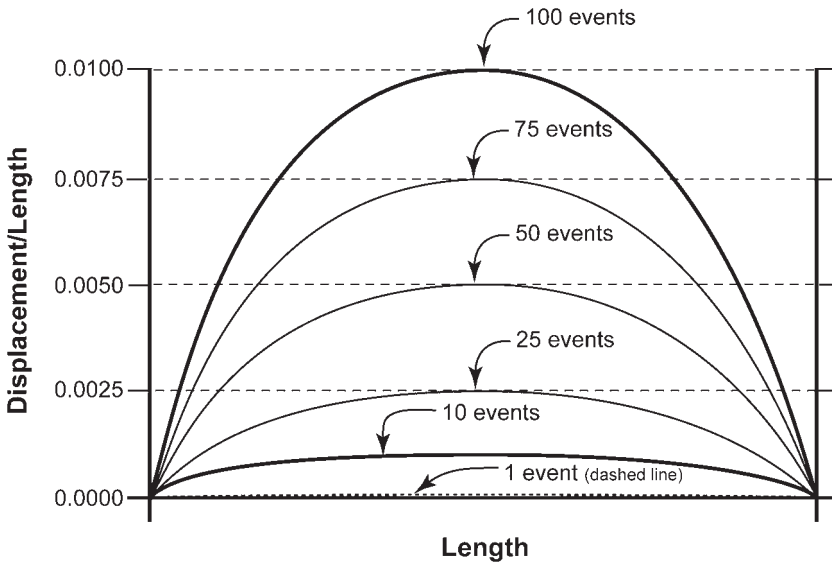 100 events
0.0100
75 events
0.0075
50 events
0.0050
25 events
0.0025
10 events
1 event (dashed line)
0.0000
Displacement/Length
Length